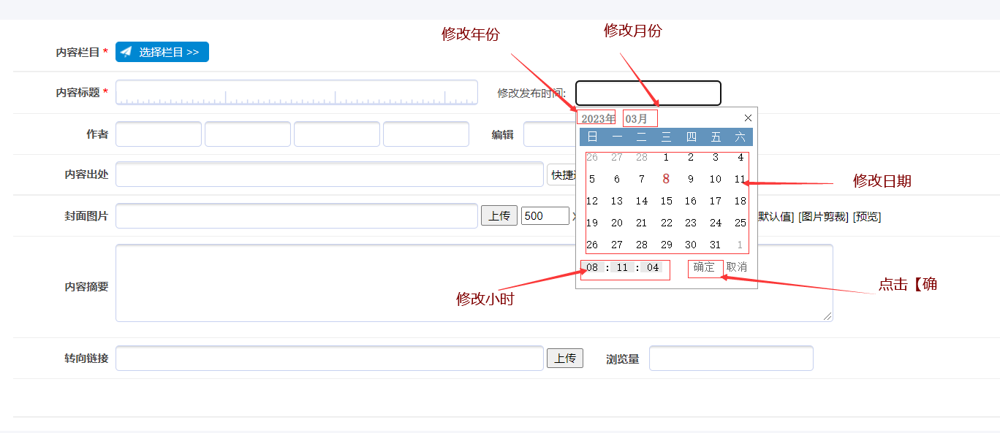 修改年份
修改月份
内容栏目 * 选择栏目 >>
内容标题 * 修改发布时间:
2023年 03月
日 一 二 三 四 五 六
作者 编辑
26 27 28 1 2 3 4
内容出处 快捷
5 6 7 8 9 10 11
修改日期
12 13 14 15 16 17 18
封面图片 上传 500 默认值] [图片剪裁] [预览]
19 20 21 22 23 24 25
26 27 28 29 30 31 1
08 : 11 : 04 确定 取消
内容摘要
修改小时
点击【确
转向链接 上传 浏览量